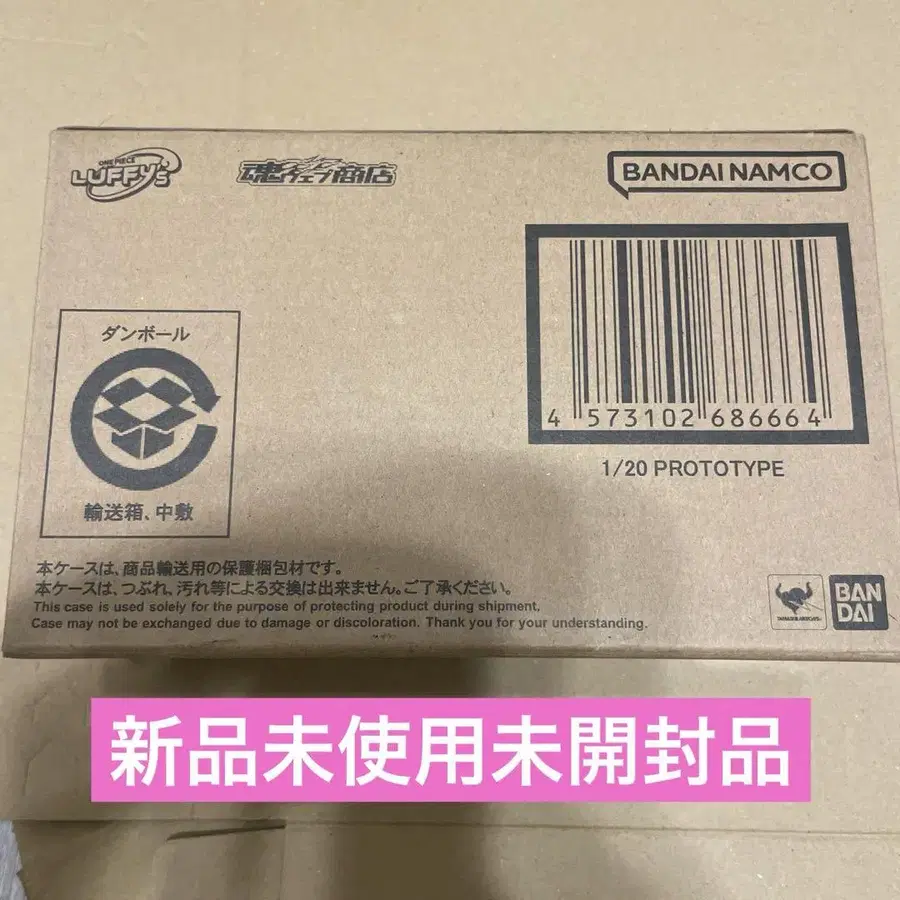 ONE PIECE
LUFFY's
魂ウェブ商店
BANDAI NAMCO
4 573102 686664
1/20 PROTOTYPE
ダンボール
輸送箱、中敷
本ケースは、商品輸送用の保護梱包材です。
本ケースは、つぶれ、汚れ等による交換は出来ません。ご了承ください。
This case is used solely for the purpose of protecting product during shipment.
Case may not be exchanged due to damage or discoloration. Thank you for your understanding.
BAN
DAI
新品未使用未開封品